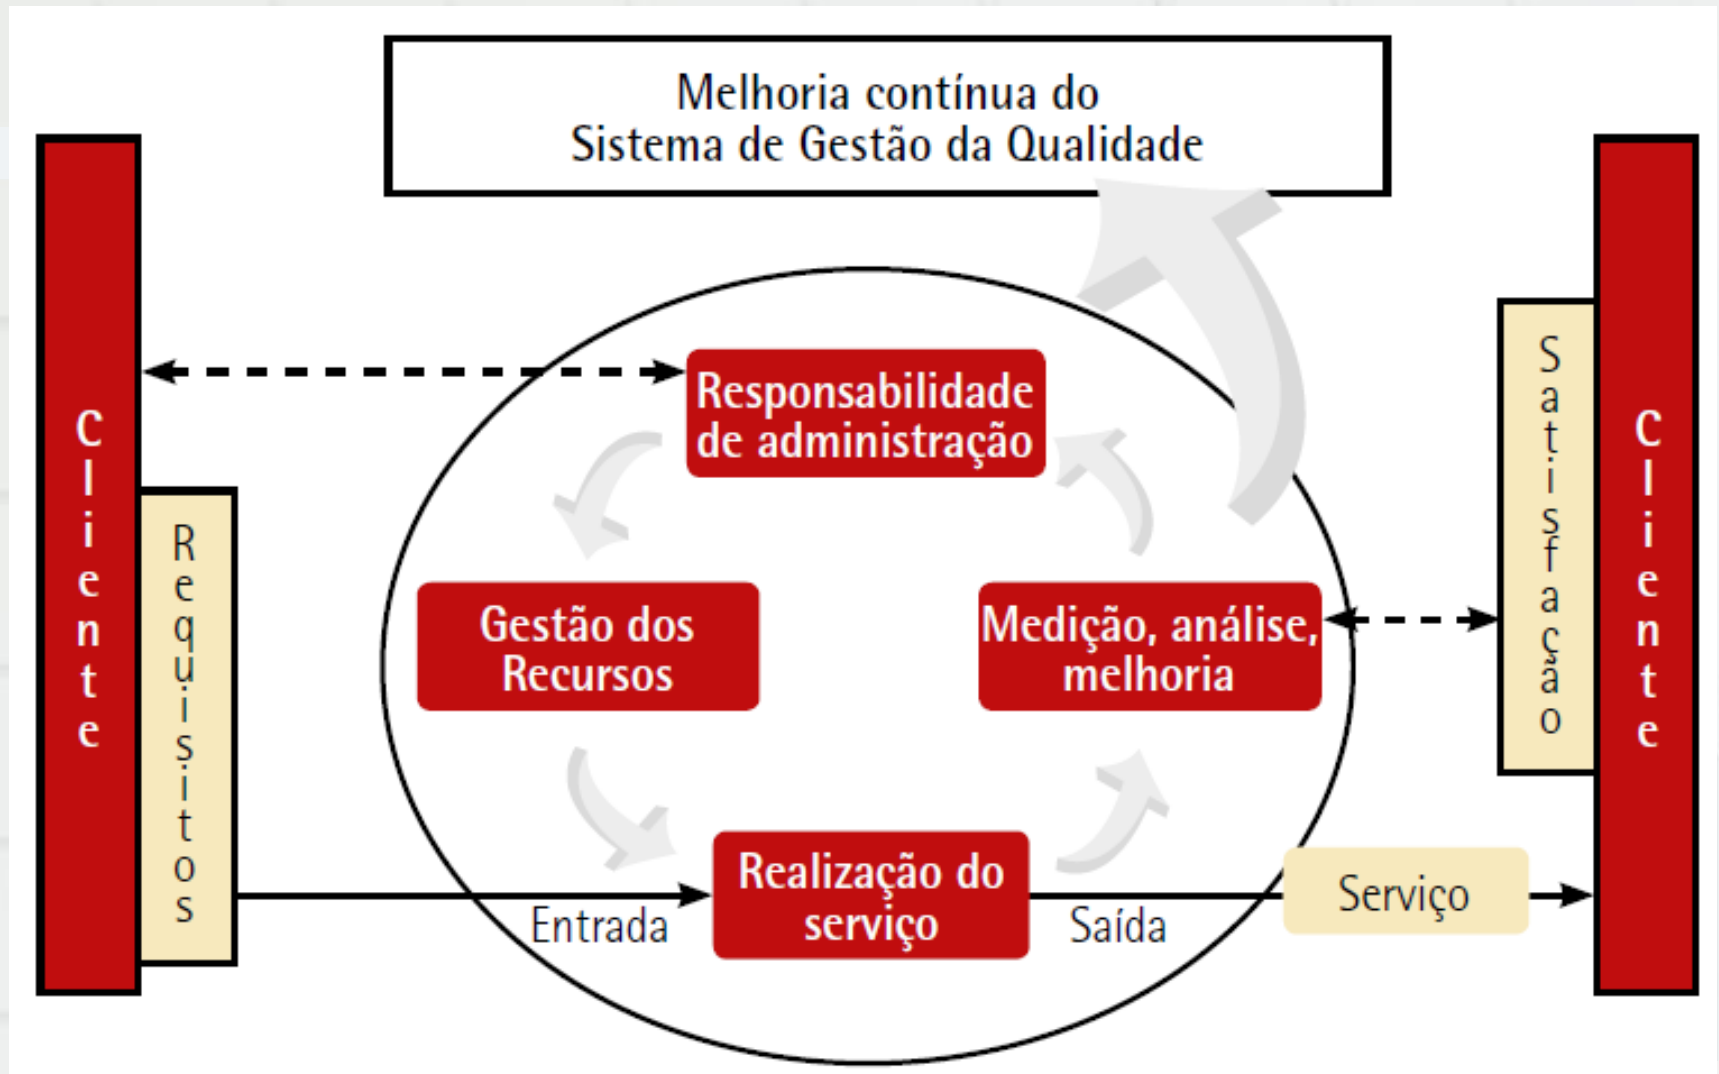 Melhoria contínua do
Sistema de Gestão da Qualidade
Cliente
Requisitos
Responsabilidade
de administração
Gestão dos
Recursos
Medição, análise,
melhoria
Realização do
serviço
Entrada
Saída
Serviço
Satisfação
Cliente